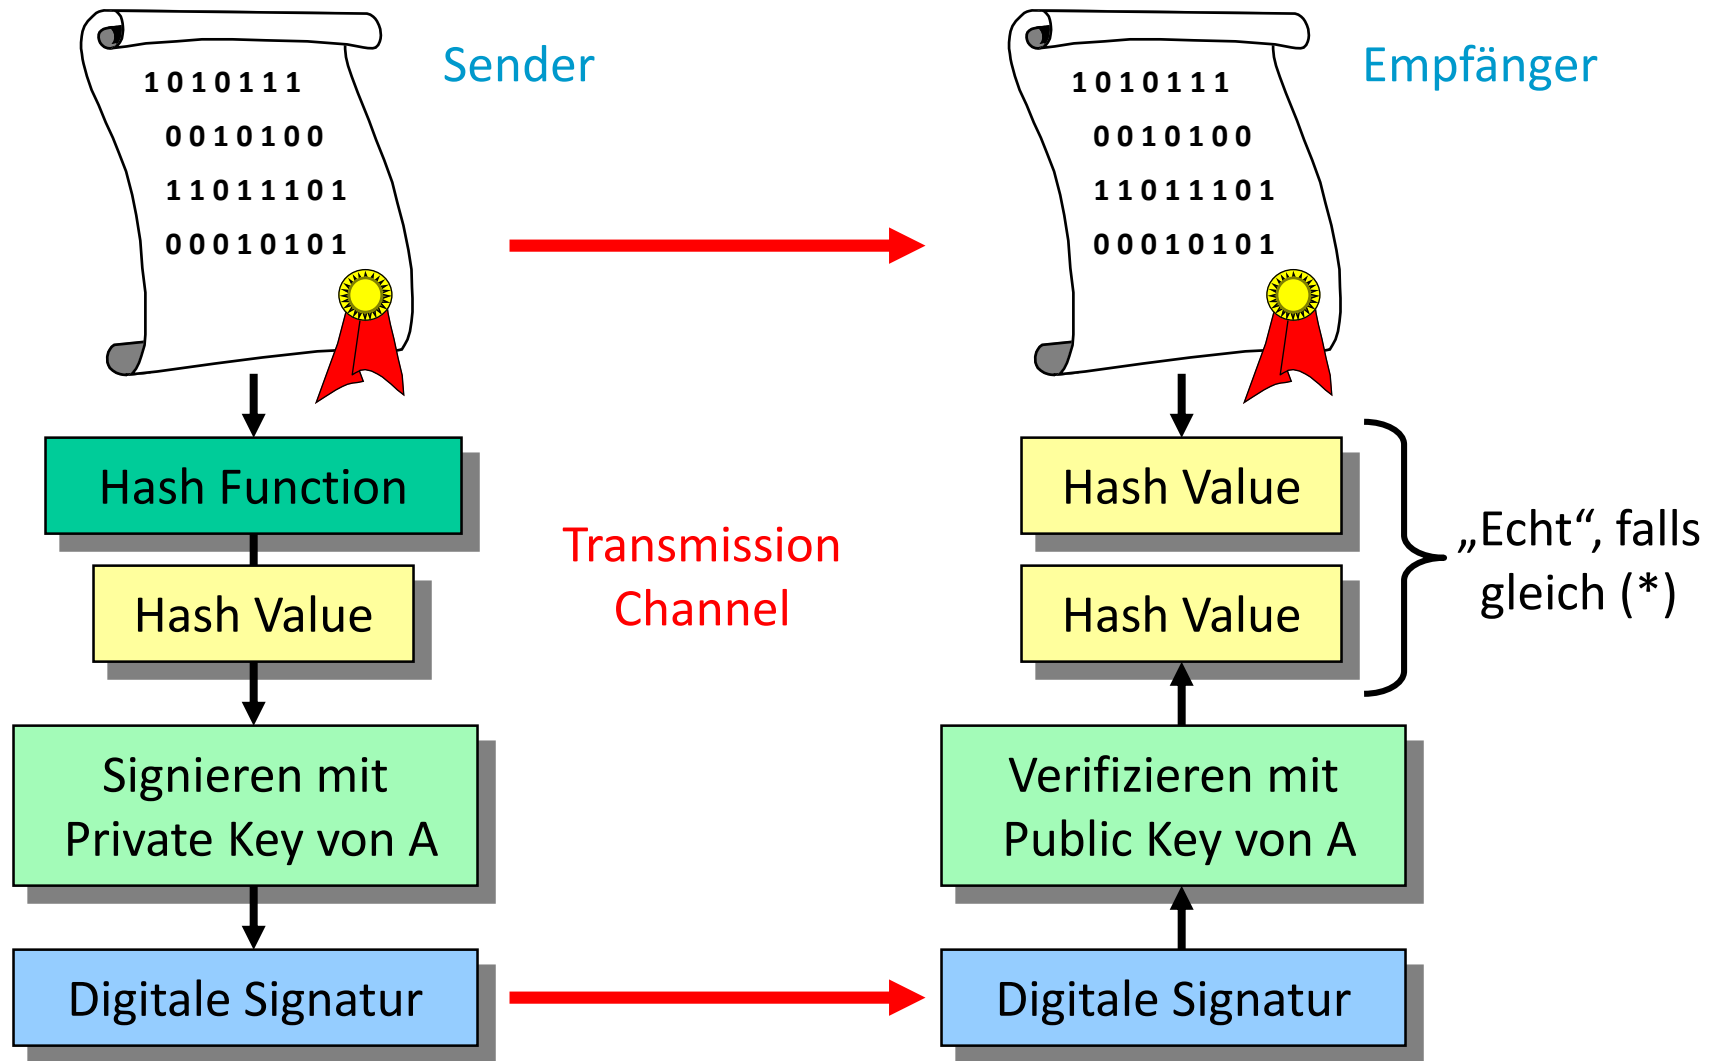 Sender
1010111
0010100
11011101
00010101
Hash Function
Hash Value
Signieren mit
Private Key von A
Digitale Signatur
Transmission
Channel
Empfänger
1010111
0010100
11011101
00010101
Hash Value
Hash Value
„Echt“, falls
gleich (*)
Verifizieren mit
Public Key von A
Digitale Signatur